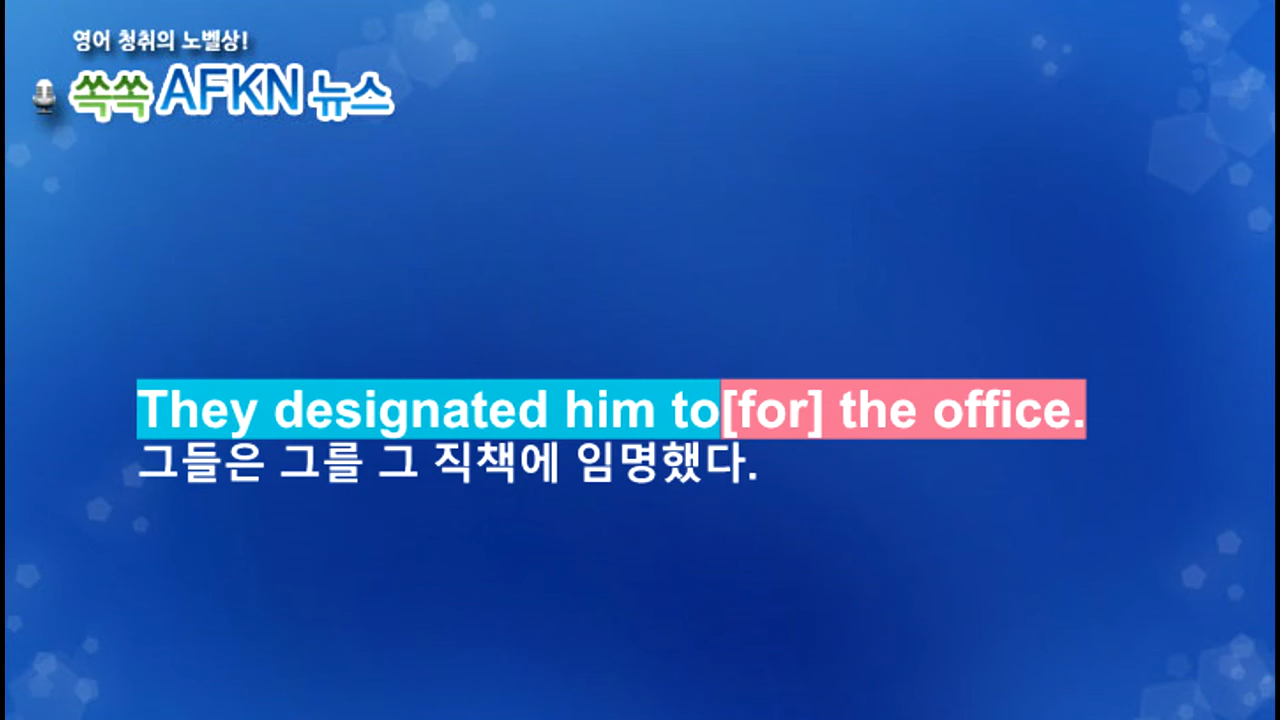 영어 청취의 노벨상!
쏙쏙 AFKN 뉴스
They designated him to[for] the office.
그들은 그를 그 직책에 임명했다.